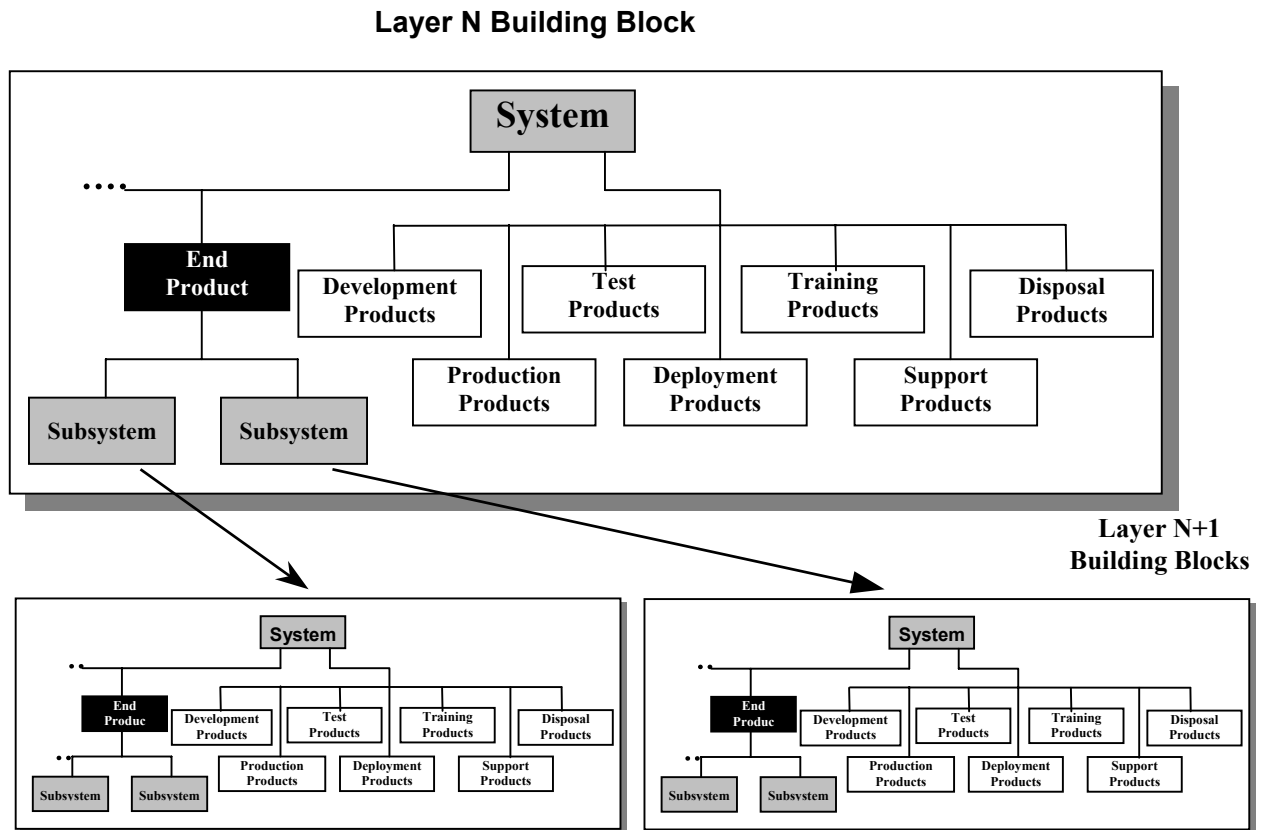 Layer N Building Block
System
....
End
Product
Development
Products
Test
Products
Training
Products
Disposal
Products
Production
Products
Deployment
Products
Support
Products
Subsystem
Subsystem
Layer N+1
Building Blocks
System
..
End
Produc
Development
Products
Test
Products
Training
Products
Disposal
Products
..
Production
Products
Deployment
Products
Support
Products
Subsystem
Subsystem
System
..
End
Produc
Development
Products
Test
Products
Training
Products
Disposal
Products
..
Production
Products
Deployment
Products
Support
Products
Subsystem
Subsystem